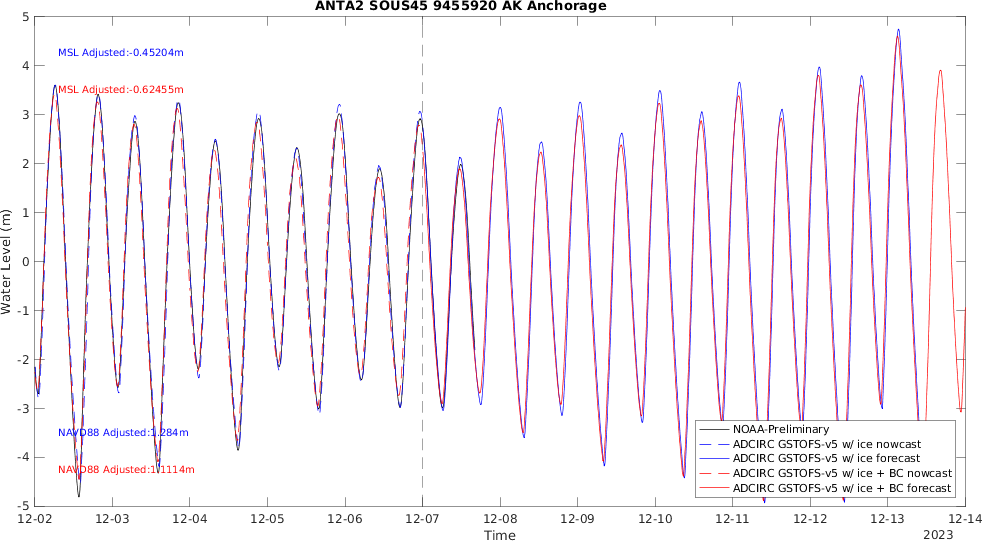 ANTA2 SOUS45 9455920 AK Anchorage
5
4
3
2
1
0
-1
-2
-3
-4
-5
Water Level (m)
MSL Adjusted:-0.45204m
MSL Adjusted:-0.62455m
NAVD88 Adjusted:1.284m
NAVD88 Adjusted:1.1114m
NOAA-Preliminary
ADCIRC GSTOFS-v5 w/ ice nowcast
ADCIRC GSTOFS-v5 w/ ice forecast
ADCIRC GSTOFS-v5 w/ ice + BC nowcast
ADCIRC GSTOFS-v5 w/ ice + BC forecast
12-02 12-03 12-04 12-05 12-06 12-07 12-08 12-09 12-10 12-11 12-12 12-13 12-14
Time
2023